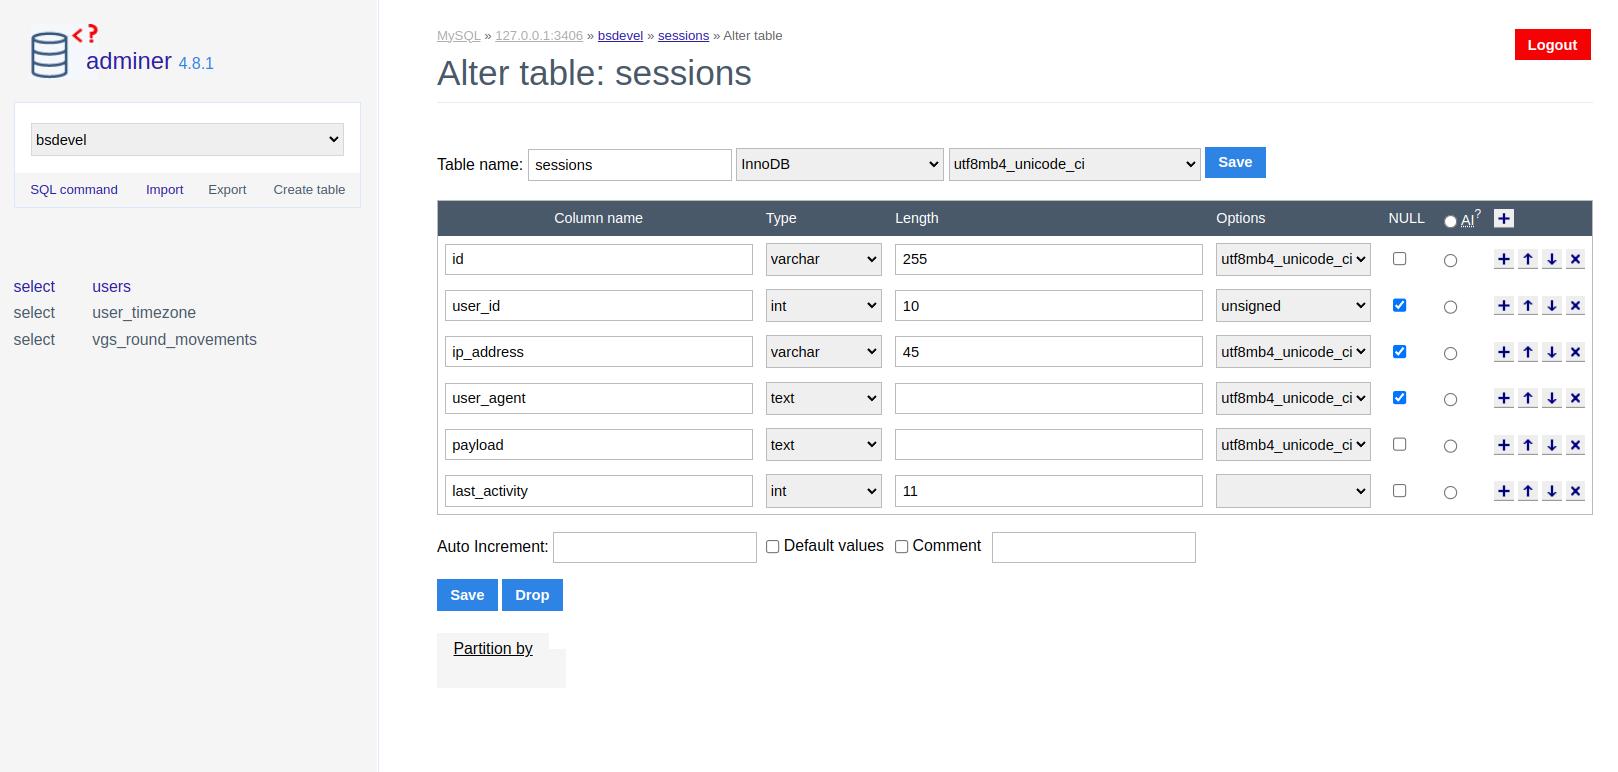 <?
adminer 4.8.1
bsdevel
SQL command Import Export Create table
select users
select user_timezone
select vgs_round_movements
MySQL » 127.0.0.1:3406 » bsdevel » sessions » Alter table
Logout
Alter table: sessions
Table name: sessions InnoDB utf8mb4_unicode_ci Save
Column name Type Length Options NULL AI?
id varchar 255 utf8mb4_unicode_ci
user_id int 10 unsigned
ip_address varchar 45 utf8mb4_unicode_ci
user_agent text utf8mb4_unicode_ci
payload text utf8mb4_unicode_ci
last_activity int 11
Auto Increment: Default values Comment
Save Drop
Partition by